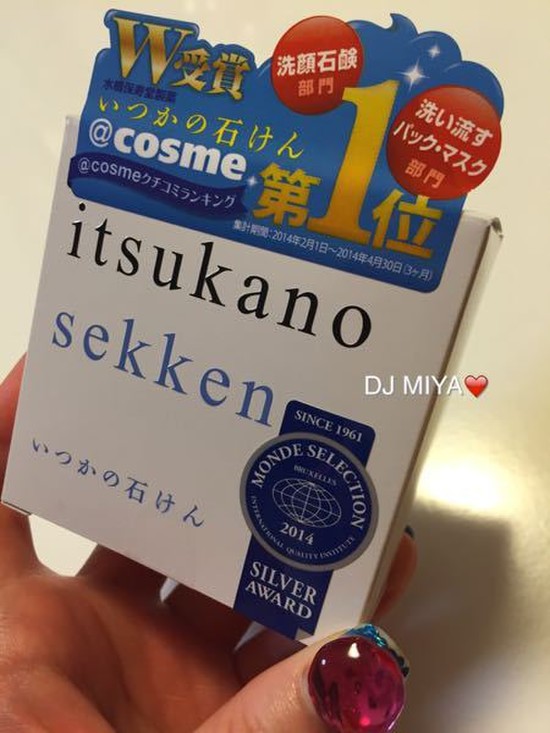 W受賞
水橋保寿堂製薬
いつかの石けん
@cosme
@cosmeクチコミランキング
洗顔石鹸
部門
第1位
洗い流す
パック・マスク
部門
集計期間:2014年2月1日〜2014年4月30日(3ヶ月)
itsukano
sekken
いつかの石けん
DJ MIYA❤️
SINCE 1961
MONDE SELECTION
BRUXELLES
INTERNATIONAL QUALITY INSTITUTE
2014
SILVER
AWARD